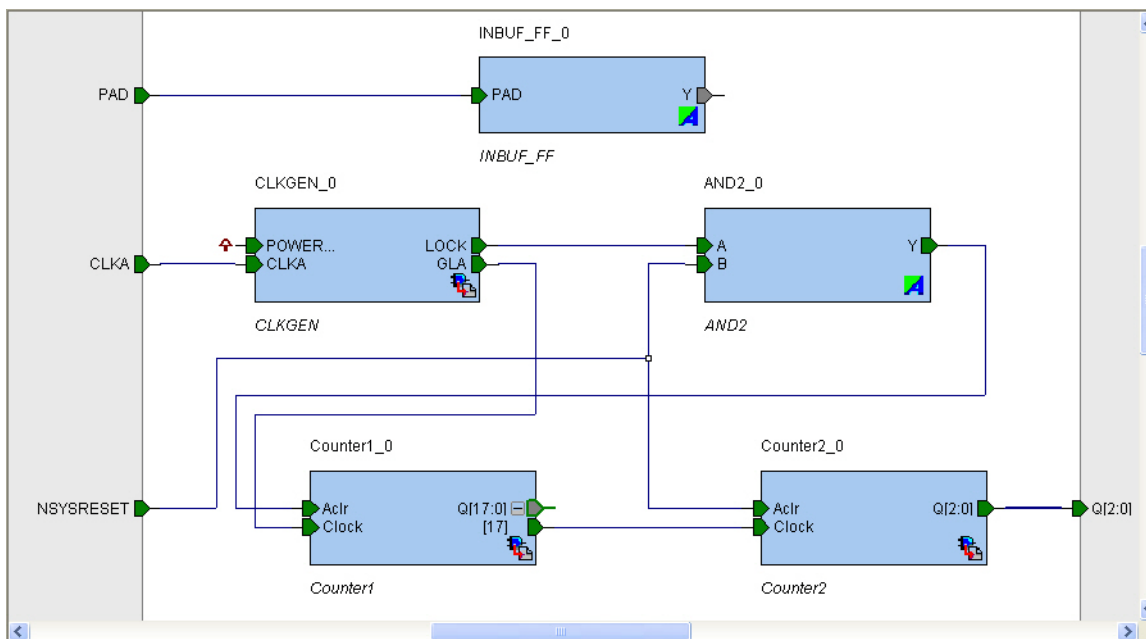 INBUF_FF_0
PAD
PAD
Y
INBUF_FF
CLKGEN_0
AND2_0
POWER...
LOCK
A
Y
CLKA
CLKA
GLA
B
CLKGEN
AND2
Counter1_0
Counter2_0
NSYSRESET
Aclr
Q[17:0]
Aclr
Q[2:0]
Q[2:0]
Clock
[17]
Clock
Counter1
Counter2